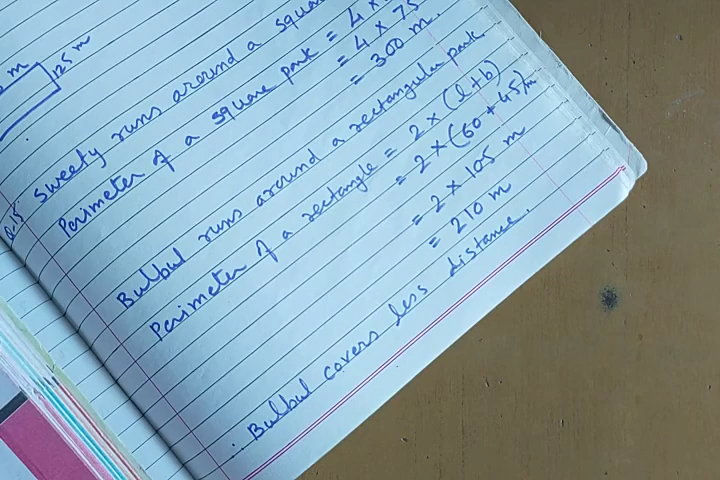 m
125 m
Q.15 Sweety runs around a square
Perimeter of a square park = 4 ×
= 4 × 75
= 300 m.
Bulbul runs around a rectangular park.
Perimeter of a rectangle = 2 × (l+b)
= 2 × (60 + 45)m
= 2 × 105 m
= 210 m
∴ Bulbul covers less distance.